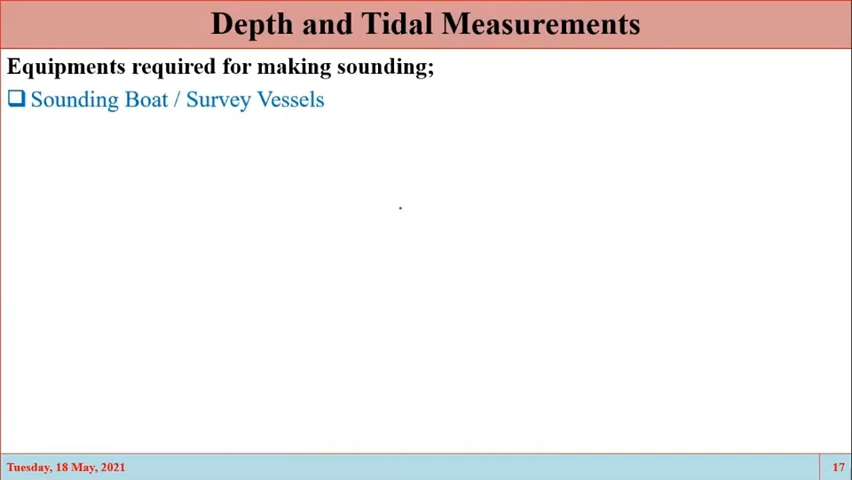 Depth and Tidal Measurements
Equipments required for making sounding;
Sounding Boat / Survey Vessels
Tuesday, 18 May, 2021
17